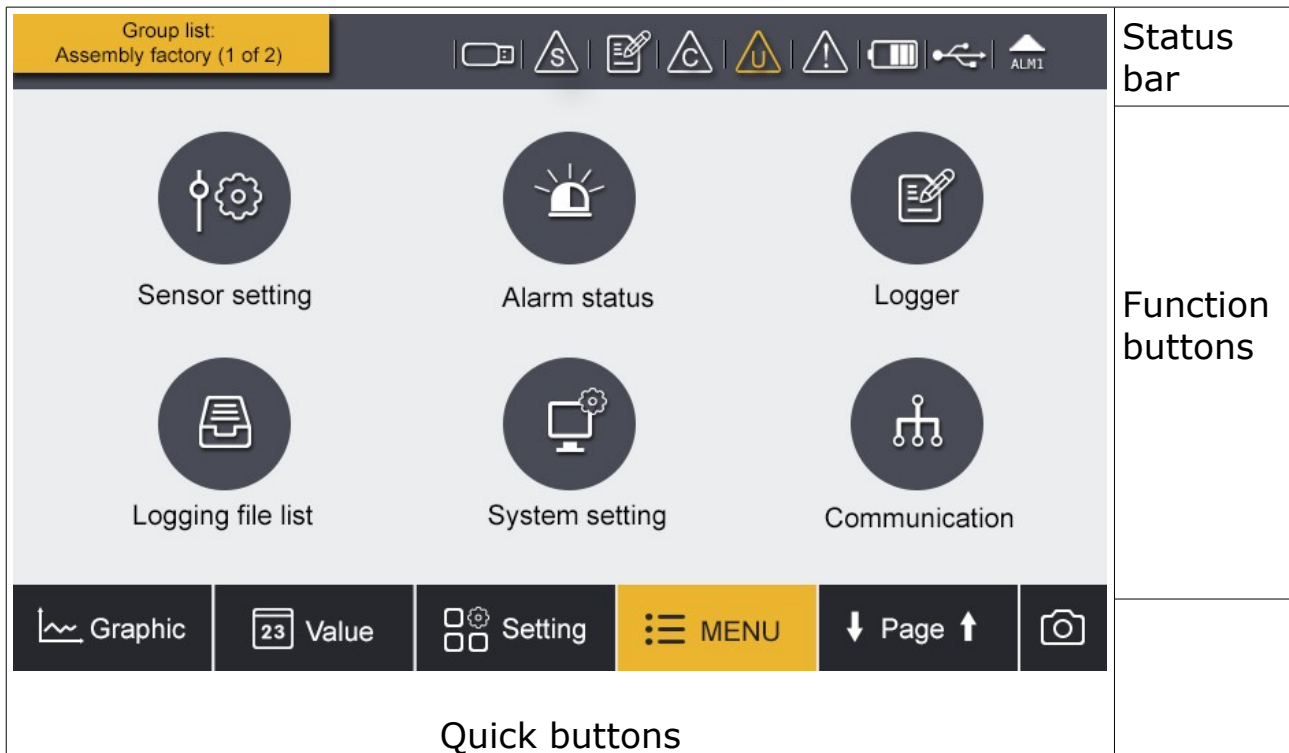 Group list:
Assembly factory (1 of 2)
S
C
U
!
ALM1
Status
bar
Sensor setting
Alarm status
Logger
Function
buttons
Logging file list
System setting
Communication
Graphic
23 Value
Setting
MENU
Page
Quick buttons